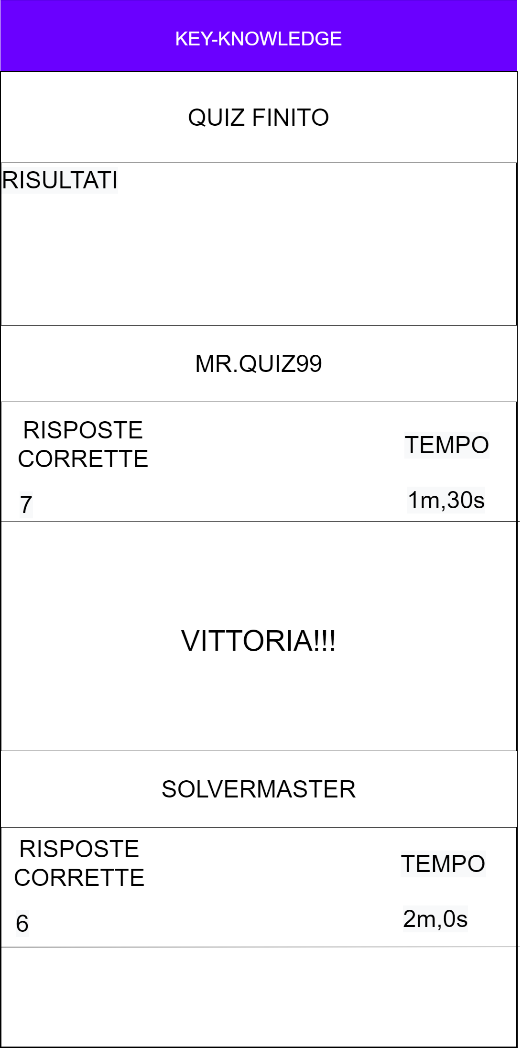 KEY-KNOWLEDGE
QUIZ FINITO
RISULTATI
MR.QUIZ99
RISPOSTE
CORRETTE
TEMPO
7
1m,30s
VITTORIA!!!
SOLVERMASTER
RISPOSTE
CORRETTE
TEMPO
6
2m,0s